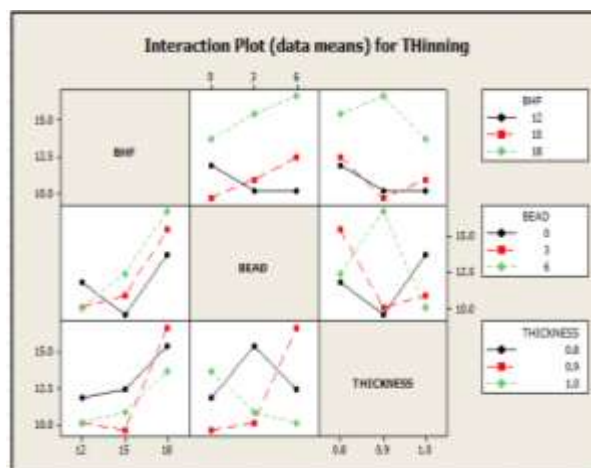 Interaction Plot (data means) for THinning
0 3 6
BHF
15.0
12.5
10.0
BHF
12
15
18
BEAD
15.0
12.5
10.0
BEAD
0
3
6
THICKNESS
15.0
12.5
10.0
THICKNESS
0.8
0.9
1.0
12 15 18
0.8 0.9 1.0